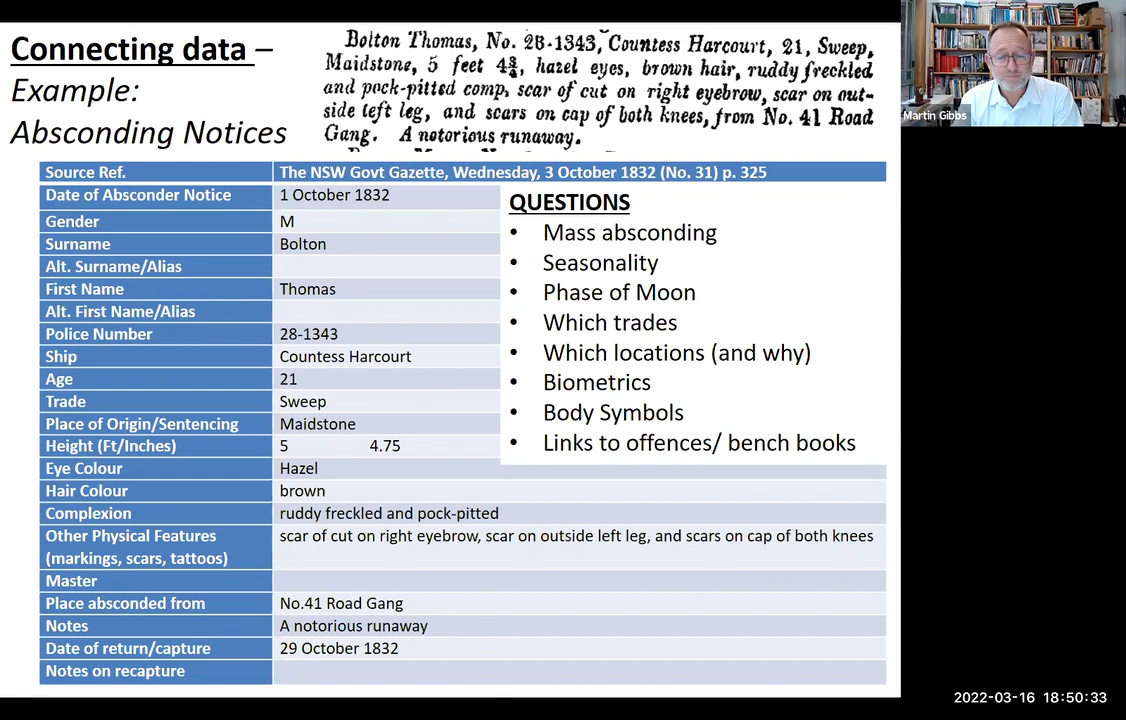 Connecting data –
Example:
Absconding Notices
Bolton Thomas, No. 28-1343, Countess Harcourt, 21, Sweep,
Maidstone, 5 feet 4¾, hazel eyes, brown hair, ruddy freckled
and pock-pitted comp, scar of cut on right eyebrow, scar on out-
side left leg, and scars on cap of both knees, from No. 41 Road
Gang. A notorious runaway.
Martin Gibbs
Source Ref. The NSW Govt Gazette, Wednesday, 3 October 1832 (No. 31) p. 325
Date of Absconder Notice 1 October 1832
Gender M
Surname Bolton
Alt. Surname/Alias
First Name Thomas
Alt. First Name/Alias
Police Number 28-1343
Ship Countess Harcourt
Age 21
Trade Sweep
Place of Origin/Sentencing Maidstone
Height (Ft/Inches) 5 4.75
Eye Colour Hazel
Hair Colour brown
Complexion ruddy freckled and pock-pitted
Other Physical Features scar of cut on right eyebrow, scar on outside left leg, and scars on cap of both knees
(markings, scars, tattoos)
Master
Place absconded from No.41 Road Gang
Notes A notorious runaway
Date of return/capture 29 October 1832
Notes on recapture
QUESTIONS
• Mass absconding
• Seasonality
• Phase of Moon
• Which trades
• Which locations (and why)
• Biometrics
• Body Symbols
• Links to offences/ bench books
2022-03-16 18:50:33